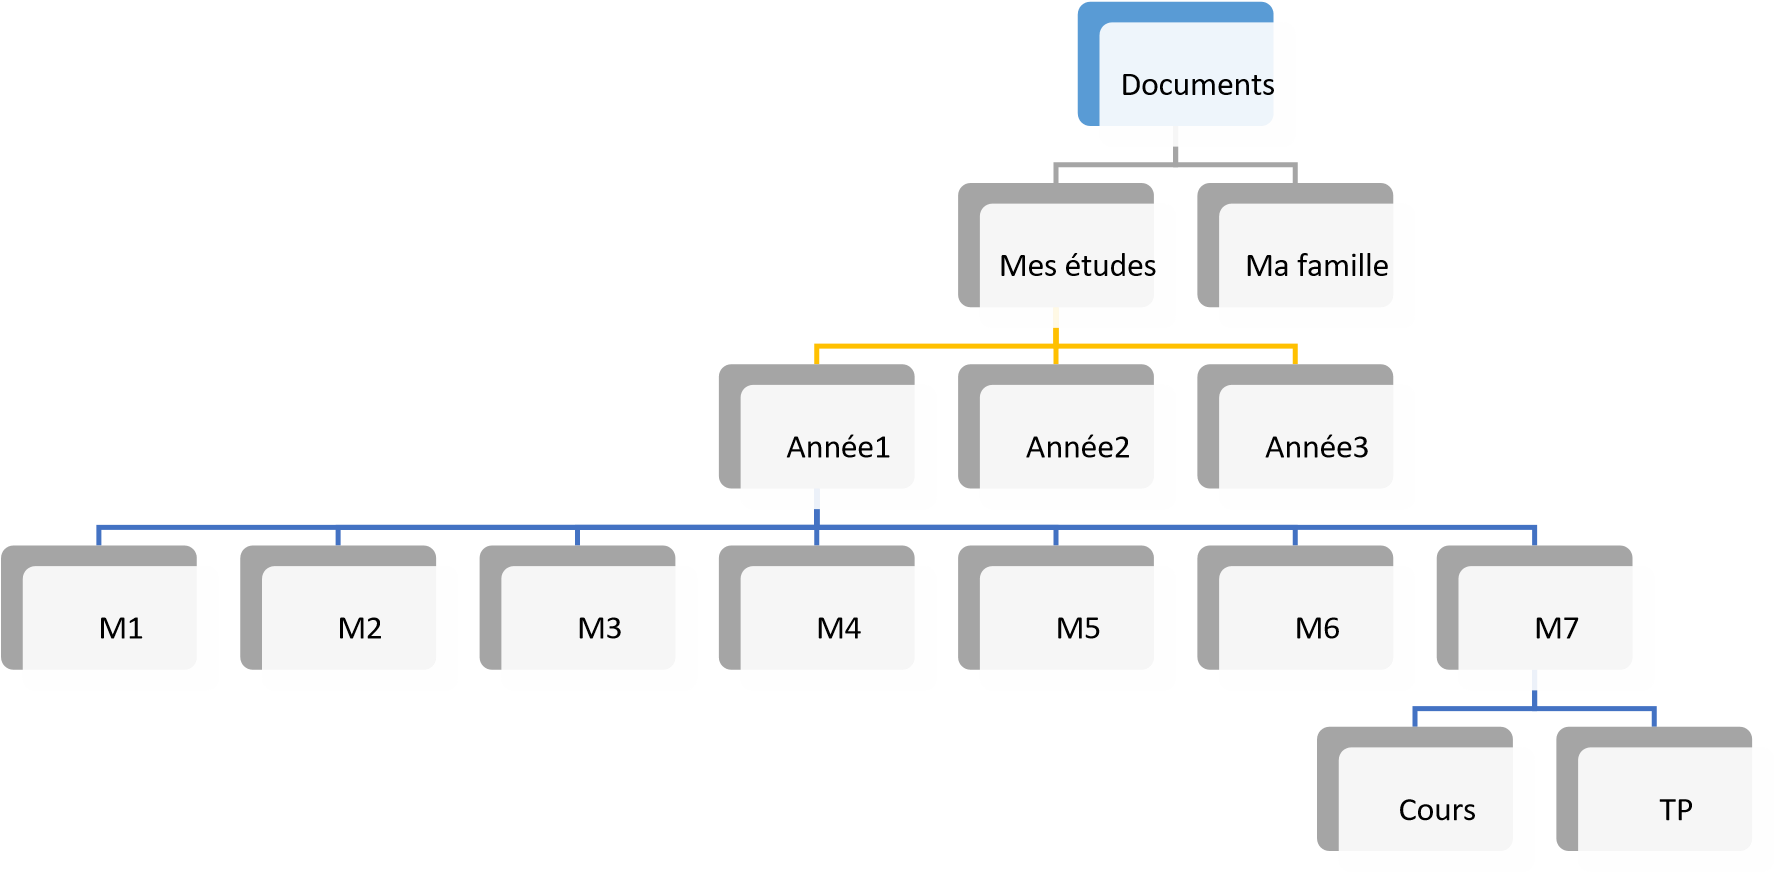 Documents
Mes études
Ma famille
Année1
Année2
Année3
M1
M2
M3
M4
M5
M6
M7
Cours
TP